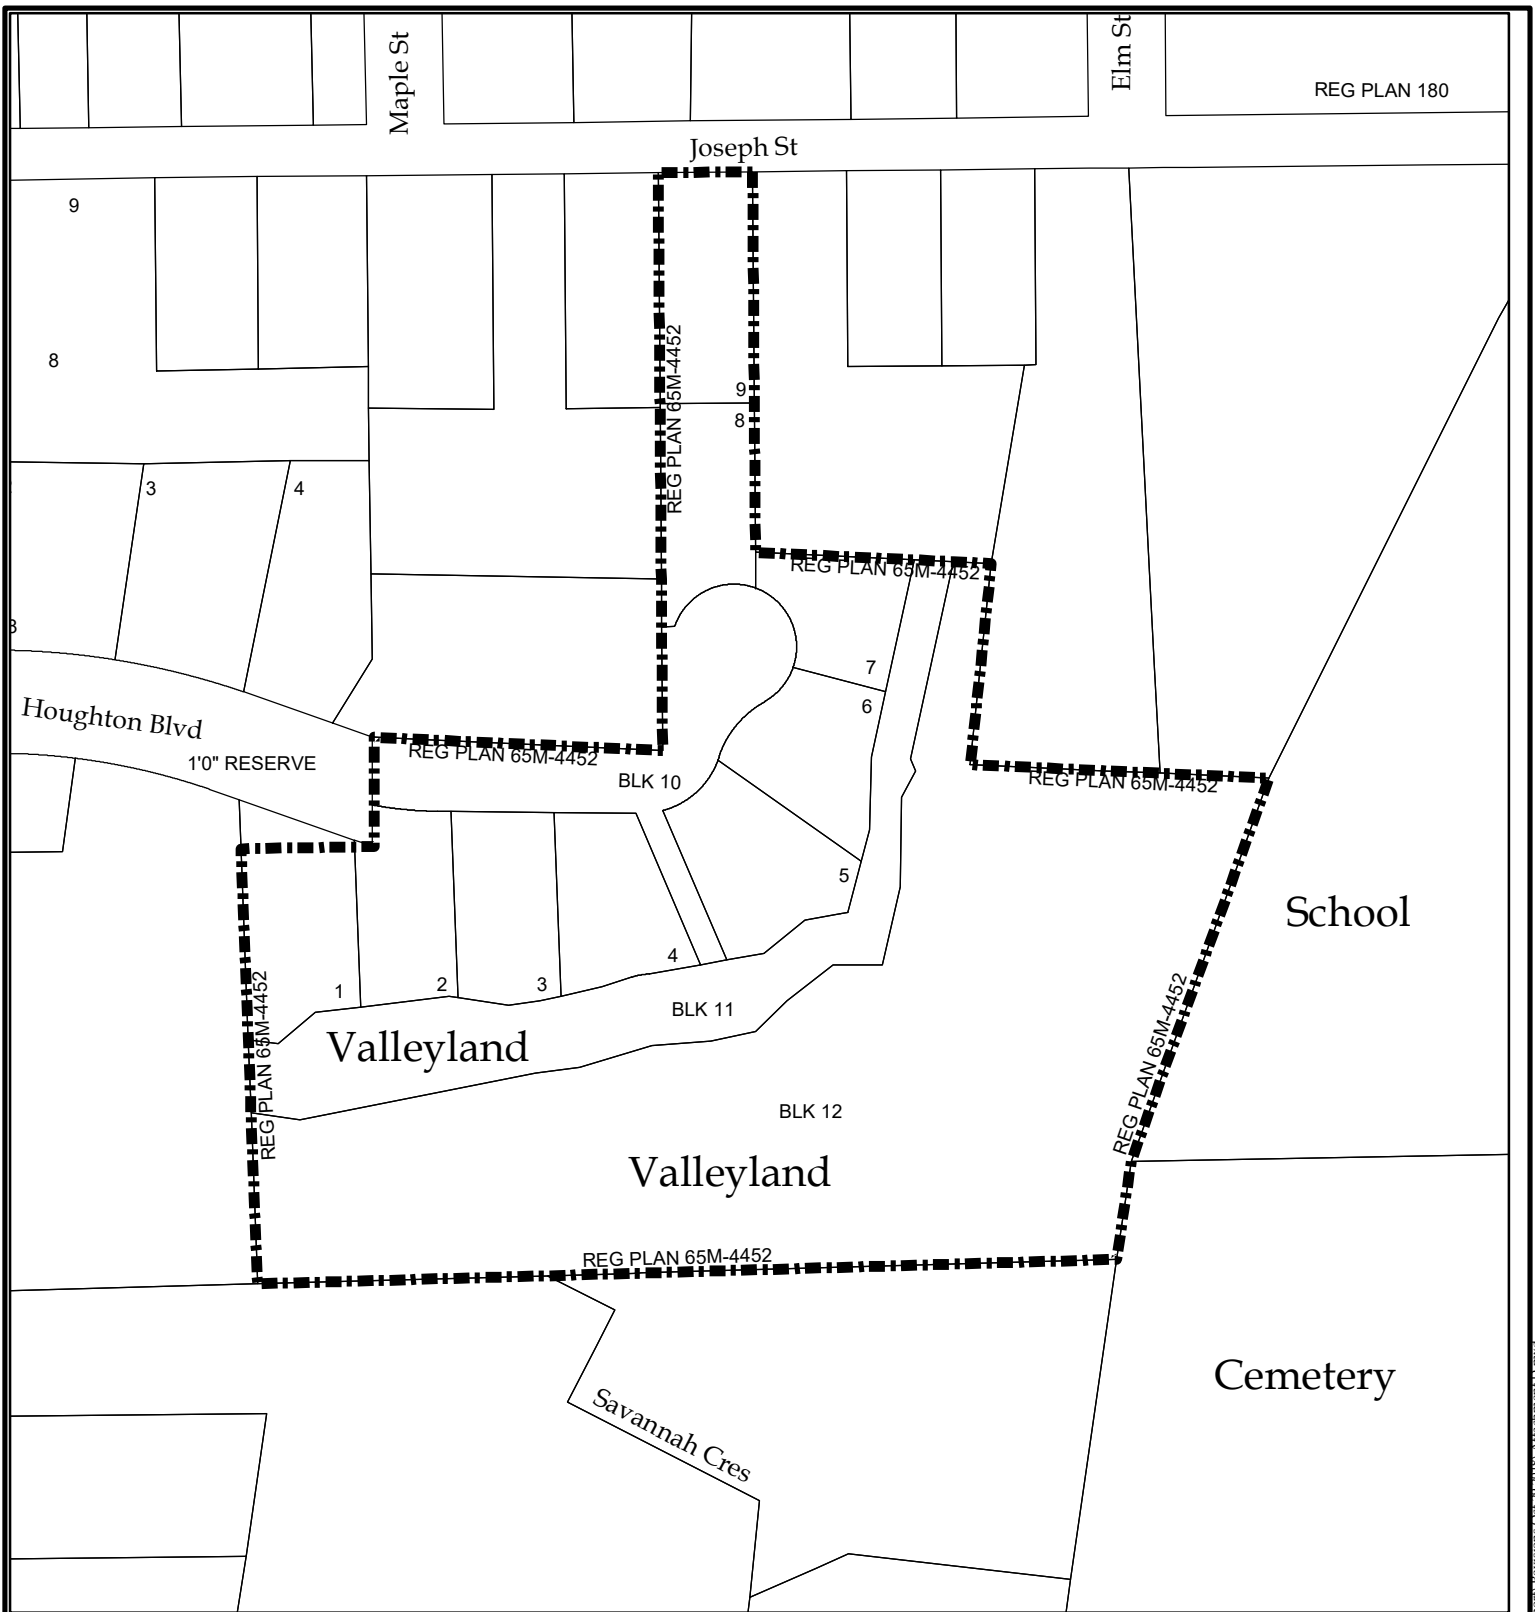 Maple St
Elm St
REG PLAN 180
Joseph St
9
8
REG PLAN 65M-4452
9
8
3
4
REG PLAN 65M-4452
3
7
6
Houghton Blvd
1'0" RESERVE
REG PLAN 65M-4452
BLK 10
REG PLAN 65M-4452
5
School
4
1
2
3
BLK 11
REG PLAN 65M-4452
Valleyland
REG PLAN 65M-4452
BLK 12
Valleyland
REG PLAN 65M-4452
Cemetery
Savannah Cres